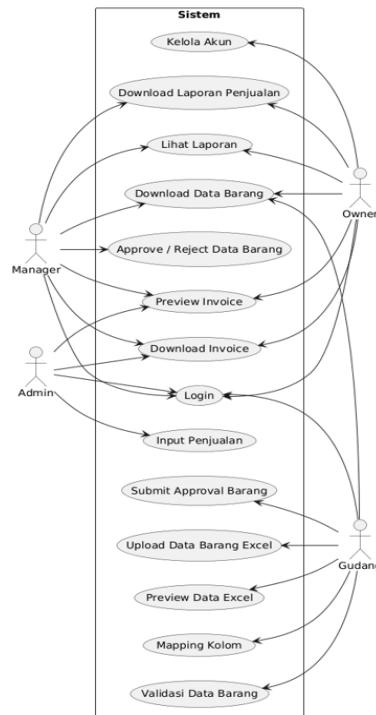 Sistem
Kelola Akun
Download Laporan Penjualan
Lihat Laporan
Download Data Barang
Owner
Manager
Approve / Reject Data Barang
Preview Invoice
Download Invoice
Admin
Login
Input Penjualan
Submit Approval Barang
Upload Data Barang Excel
Gudang
Preview Data Excel
Mapping Kolom
Validasi Data Barang